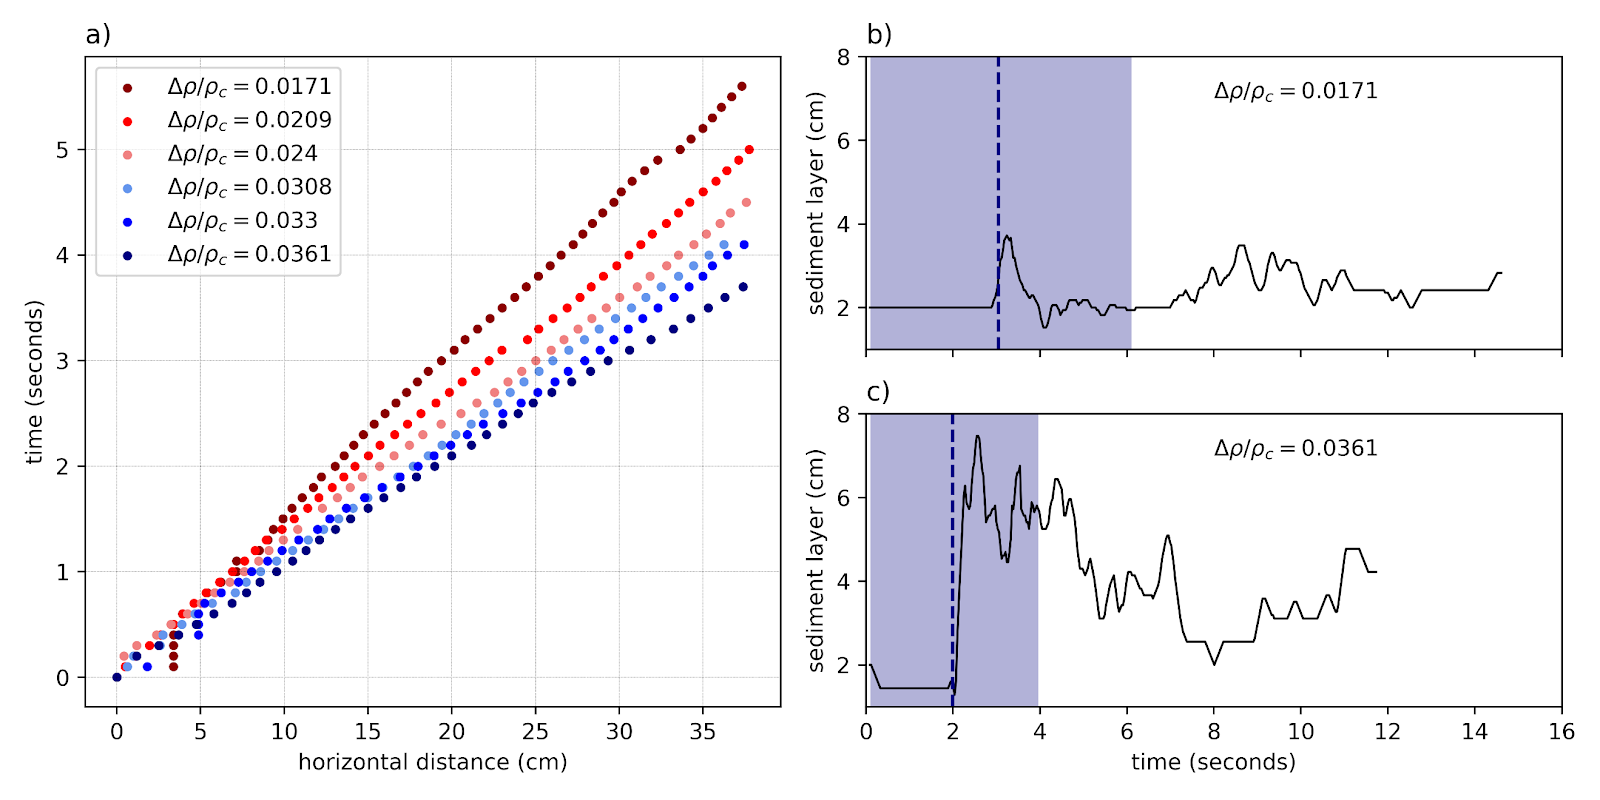 a)
Δρ/ρc = 0.0171
Δρ/ρc = 0.0209
Δρ/ρc = 0.024
Δρ/ρc = 0.0308
Δρ/ρc = 0.033
Δρ/ρc = 0.0361
5
4
3
2
1
0
time (seconds)
0 5 10 15 20 25 30 35
horizontal distance (cm)
b)
Δρ/ρc = 0.0171
8
6
4
2
sediment layer (cm)
c)
Δρ/ρc = 0.0361
8
6
4
2
sediment layer (cm)
0 2 4 6 8 10 12 14 16
time (seconds)